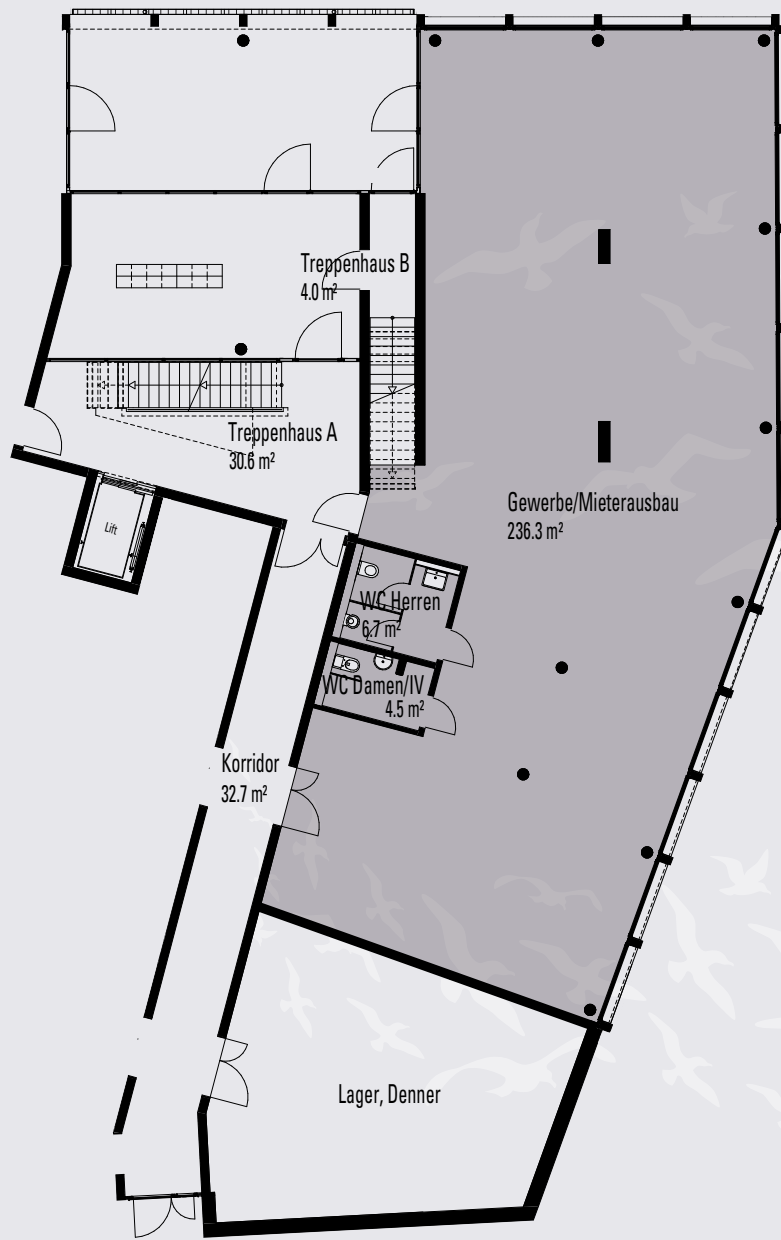 Treppenhaus B
4.0 m²
Treppenhaus A
30.6 m²
Lift
Gewerbe/Mieterausbau
236.3 m²
WC Herren
6.7 m²
WC Damen/IV
4.5 m²
Korridor
32.7 m²
Lager, Denner